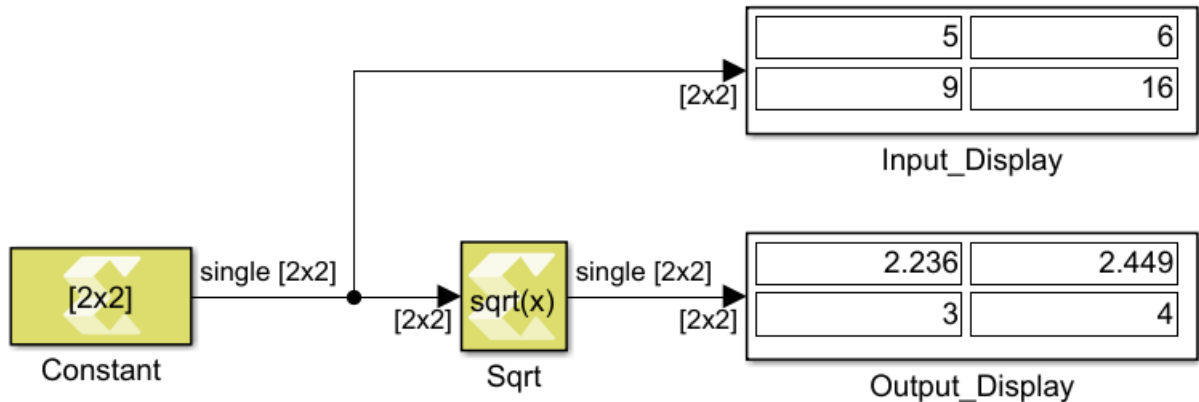 5 6
[2x2]
9 16
Input_Display
single [2x2]
single [2x2]
2.236 2.449
[2x2]
sqrt(x)
[2x2]
[2x2]
3 4
Constant
Sqrt
Output_Display